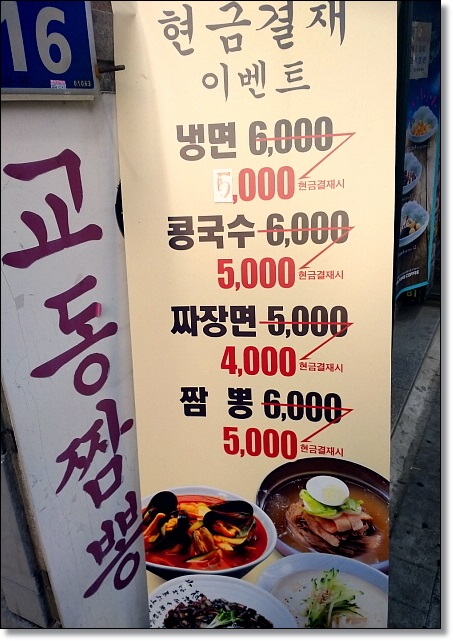 16
01063
교동짬뽕
현금결재
이벤트
냉면 6,000
5,000 현금결재시
콩국수 6,000
5,000 현금결재시
짜장면 5,000
4,000 현금결재시
짬 뽕 6,000
5,000 현금결재시